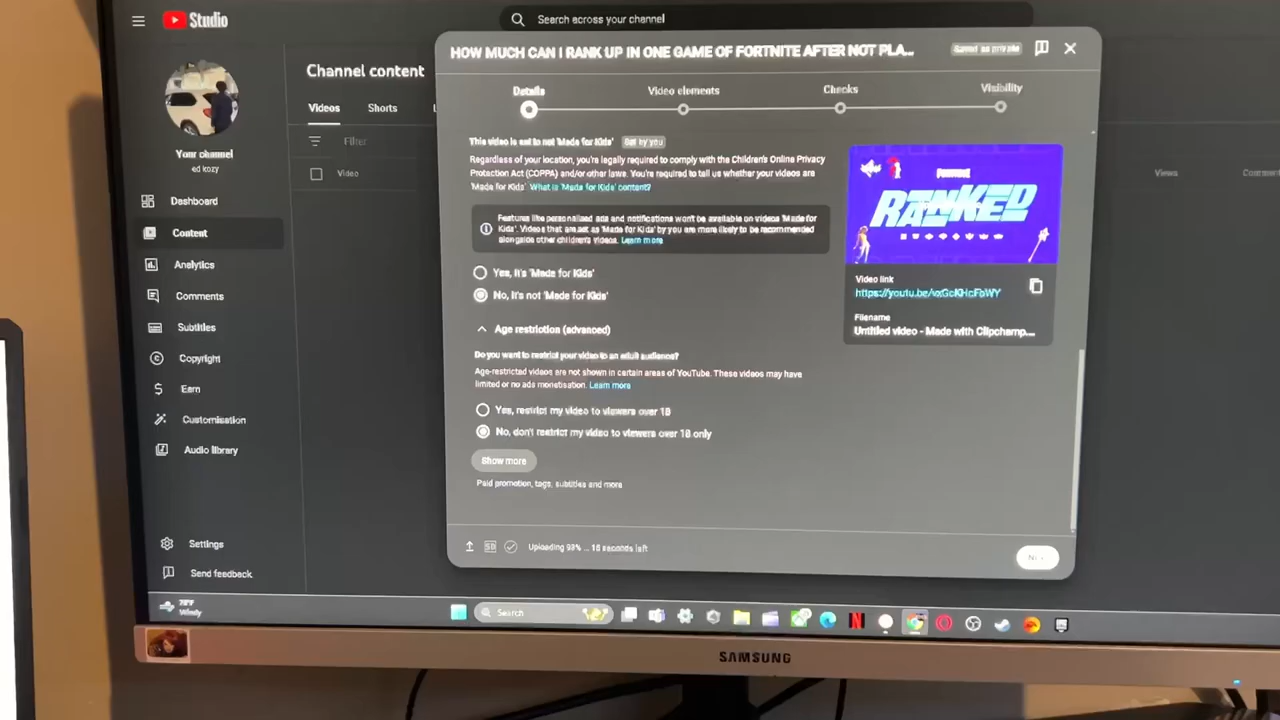 Studio
Search across your channel
HOW MUCH CAN I RANK UP IN ONE GAME OF FORTNITE AFTER NOT PLA...
Saved as private
Channel content
Details
Video elements
Checks
Visibility
Videos
Shorts
Filter
Video
Views
Your channel
ed kozy
Dashboard
Content
Analytics
Comments
Subtitles
Copyright
Earn
Customisation
Audio library
Settings
Send feedback
This video is set to not 'Made for Kids'
Set by you
Regardless of your location, you're legally required to comply with the Children's Online Privacy
Protection Act (COPPA) and/or other laws. You're required to tell us whether your videos are
'Made for Kids'. What is 'Made for Kids' content?
Features like personalised ads and notifications won't be available on videos 'Made for
Kids'. Videos that are set as 'Made for Kids' by you are more likely to be recommended
alongside other children's videos. Learn more
Yes, it's 'Made for Kids'
No, it's not 'Made for Kids'
Age restriction (advanced)
Do you want to restrict your video to an adult audience?
Age-restricted videos are not shown in certain areas of YouTube. These videos may have
limited or no ads monetisation. Learn more
Yes, restrict my video to viewers over 18
No, don't restrict my video to viewers over 18 only
Show more
Paid promotion, tags, subtitles and more
FORTNITE
RANKED
Video link
Filename
Untitled video - Made with Clipchamp...
SD
Uploading 93% ... 16 seconds left
Windy
Search
SAMSUNG